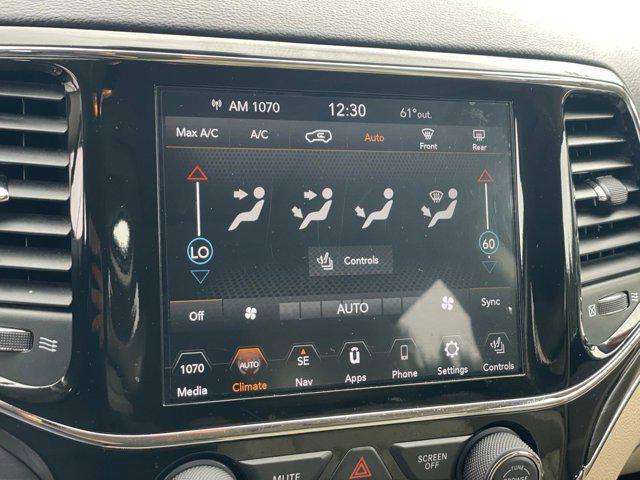 AM 1070 12:30 61°out.
Max A/C A/C Auto Front Rear
LO 60
Controls
Off AUTO Sync
1070 AUTO SE
Media Climate Nav Apps Phone Settings Controls
MUTE SCREEN OFF TUNE